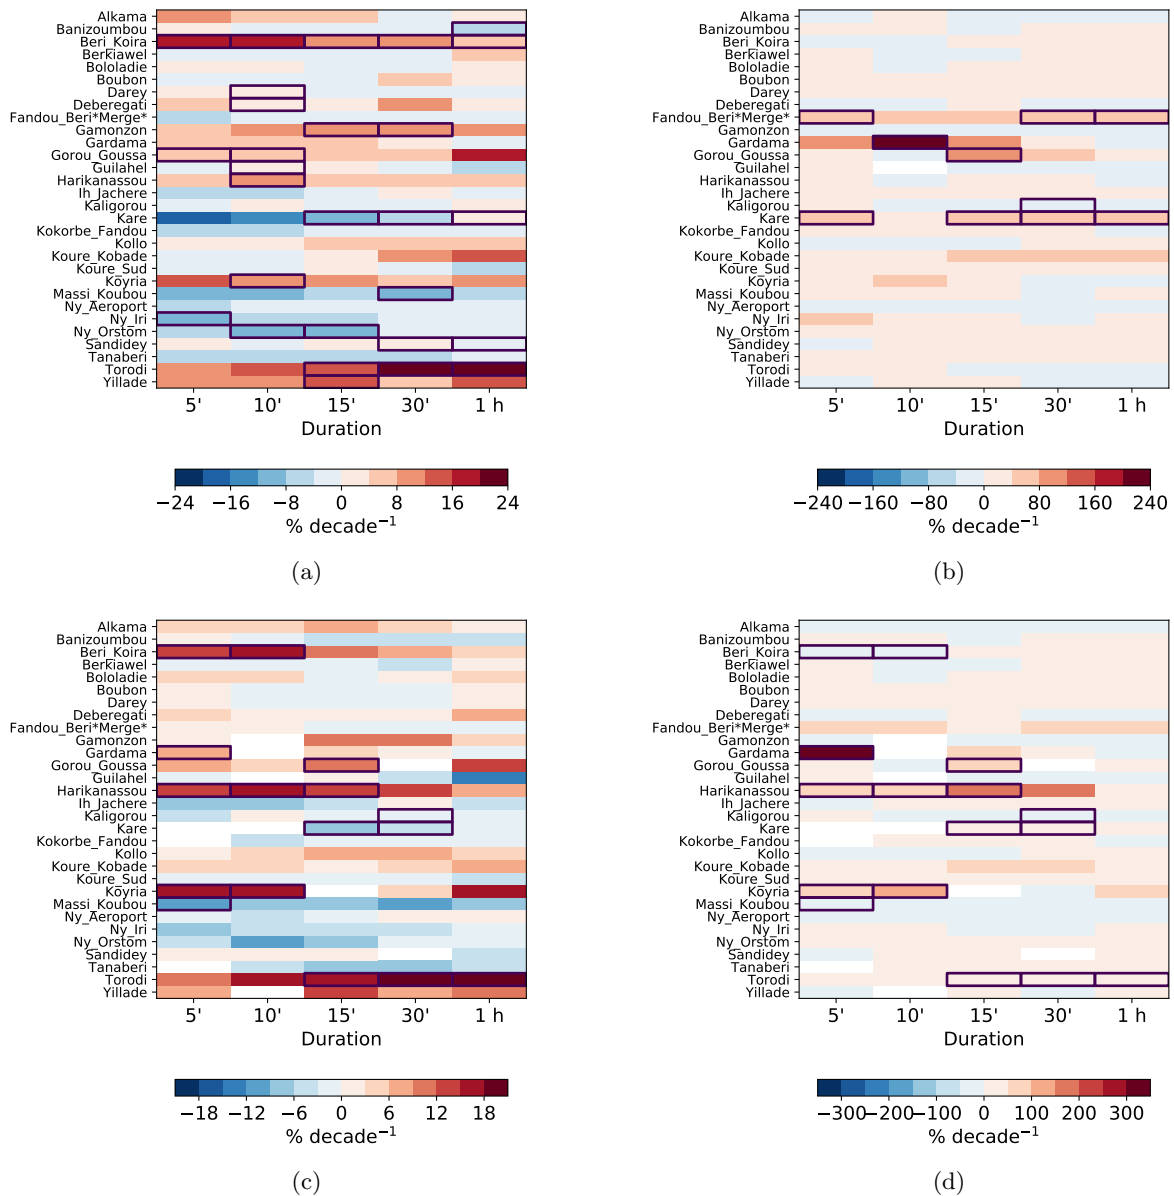 Alkama
Banizoumbou
Beri_Koira
Berkiawel
Bololadie
Boubon
Darey
Deberegati
Fandou_Beri*Merge*
Gamonzon
Gardama
Gorou_Goussa
Guilahel
Harikanassou
Ih_Jachere
Kaligorou
Kare
Kokorbe_Fandou
Kollo
Koure_Kobade
Koure_Sud
Koyria
Massi_Koubou
Ny_Aeroport
Ny_Iri
Ny_Orstom
Sandidey
Tanaberi
Torodi
Yillade
5' 10' 15' 30' 1 h
Duration
−24 −16 −8 0 8 16 24
% decade⁻¹
(a)
Alkama
Banizoumbou
Beri_Koira
Berkiawel
Bololadie
Boubon
Darey
Deberegati
Fandou_Beri*Merge*
Gamonzon
Gardama
Gorou_Goussa
Guilahel
Harikanassou
Ih_Jachere
Kaligorou
Kare
Kokorbe_Fandou
Kollo
Koure_Kobade
Koure_Sud
Koyria
Massi_Koubou
Ny_Aeroport
Ny_Iri
Ny_Orstom
Sandidey
Tanaberi
Torodi
Yillade
5' 10' 15' 30' 1 h
Duration
−240 −160 −80 0 80 160 240
% decade⁻¹
(b)
Alkama
Banizoumbou
Beri_Koira
Berkiawel
Bololadie
Boubon
Darey
Deberegati
Fandou_Beri*Merge*
Gamonzon
Gardama
Gorou_Goussa
Guilahel
Harikanassou
Ih_Jachere
Kaligorou
Kare
Kokorbe_Fandou
Kollo
Koure_Kobade
Koure_Sud
Koyria
Massi_Koubou
Ny_Aeroport
Ny_Iri
Ny_Orstom
Sandidey
Tanaberi
Torodi
Yillade
5' 10' 15' 30' 1 h
Duration
−18 −12 −6 0 6 12 18
% decade⁻¹
(c)
Alkama
Banizoumbou
Beri_Koira
Berkiawel
Bololadie
Boubon
Darey
Deberegati
Fandou_Beri*Merge*
Gamonzon
Gardama
Gorou_Goussa
Guilahel
Harikanassou
Ih_Jachere
Kaligorou
Kare
Kokorbe_Fandou
Kollo
Koure_Kobade
Koure_Sud
Koyria
Massi_Koubou
Ny_Aeroport
Ny_Iri
Ny_Orstom
Sandidey
Tanaberi
Torodi
Yillade
5' 10' 15' 30' 1 h
Duration
−300 −200 −100 0 100 200 300
% decade⁻¹
(d)